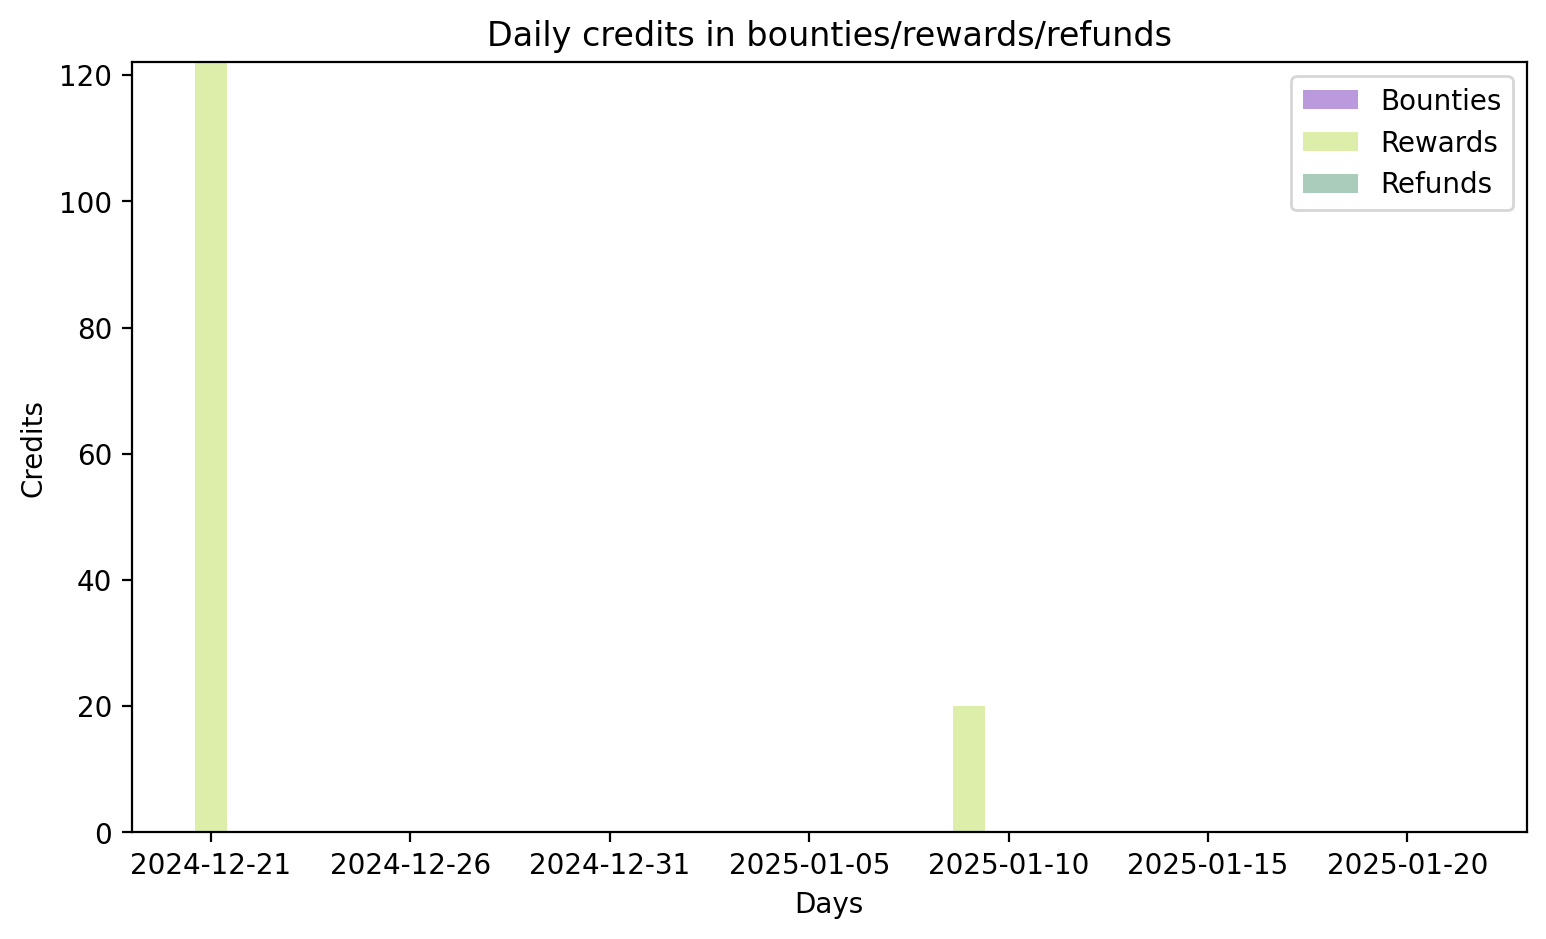 Daily credits in bounties/rewards/refunds
120
100
80
60
40
20
0
Credits
Bounties
Rewards
Refunds
2024-12-21 2024-12-26 2024-12-31 2025-01-05 2025-01-10 2025-01-15 2025-01-20
Days